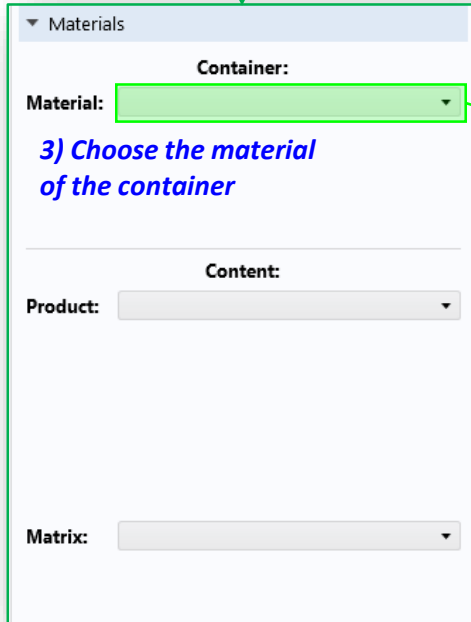 Materials
Container:
Material:
3) Choose the material
of the container
Content:
Product:
Matrix: